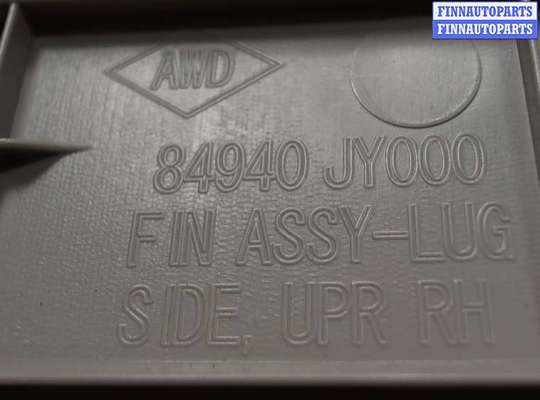 FINNAUTOPARTS
FINNAUTOPARTS
AWD
84940 JY000
FIN ASSY-LUG
SIDE, UPR RH